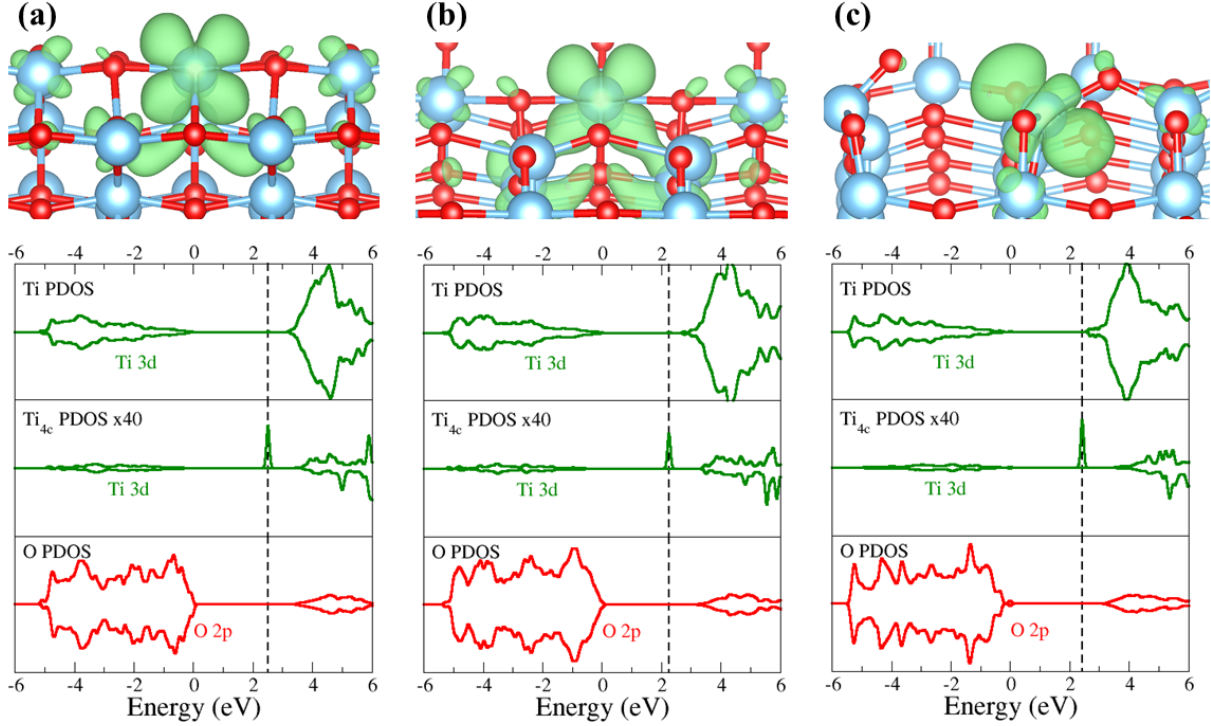 (a)
(b)
(c)
-6 -4 -2 0 2 4 6
-6 -4 -2 0 2 4 6
-6 -4 -2 0 2 4 6
Ti PDOS
Ti PDOS
Ti PDOS
Ti 3d
Ti 3d
Ti 3d
Ti4c PDOS x40
Ti4c PDOS x40
Ti4c PDOS x40
Ti 3d
Ti 3d
Ti 3d
O PDOS
O PDOS
O PDOS
O 2p
O 2p
O 2p
-6 -4 -2 0 2 4 6
-6 -4 -2 0 2 4 6
-6 -4 -2 0 2 4 6
Energy (eV)
Energy (eV)
Energy (eV)